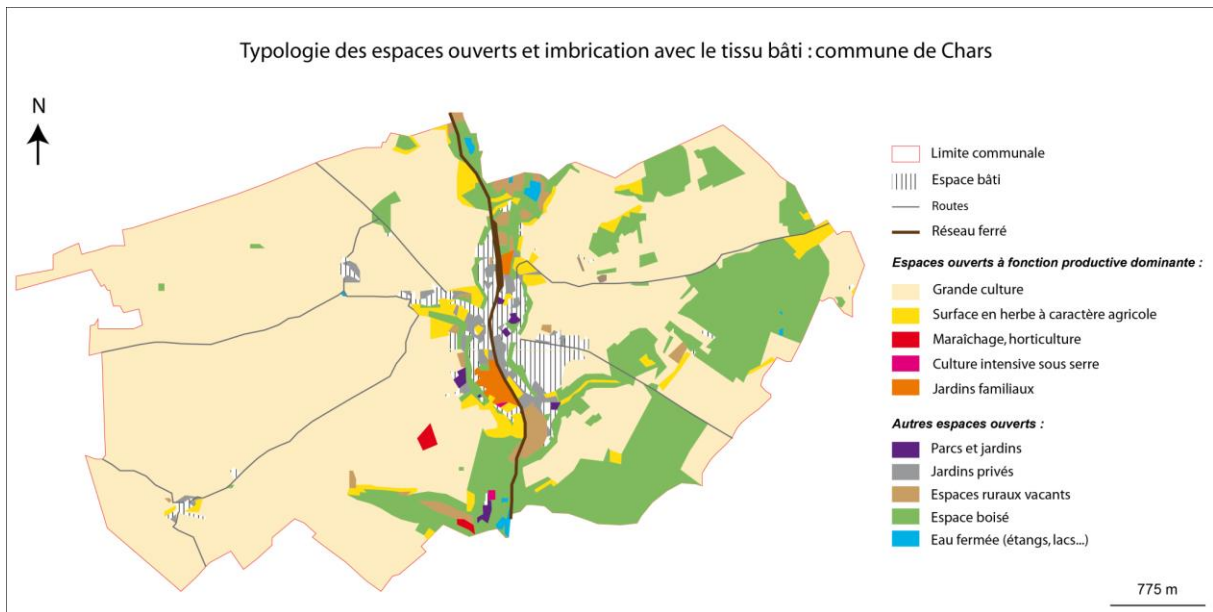 Typologie des espaces ouverts et imbrication avec le tissu bâti : commune de Chars
N
Limite communale
Espace bâti
Routes
Réseau ferré
Espaces ouverts à fonction productive dominante :
Grande culture
Surface en herbe à caractère agricole
Maraîchage, horticulture
Culture intensive sous serre
Jardins familiaux
Autres espaces ouverts :
Parcs et jardins
Jardins privés
Espaces ruraux vacants
Espace boisé
Eau fermée (étangs, lacs...)
775 m